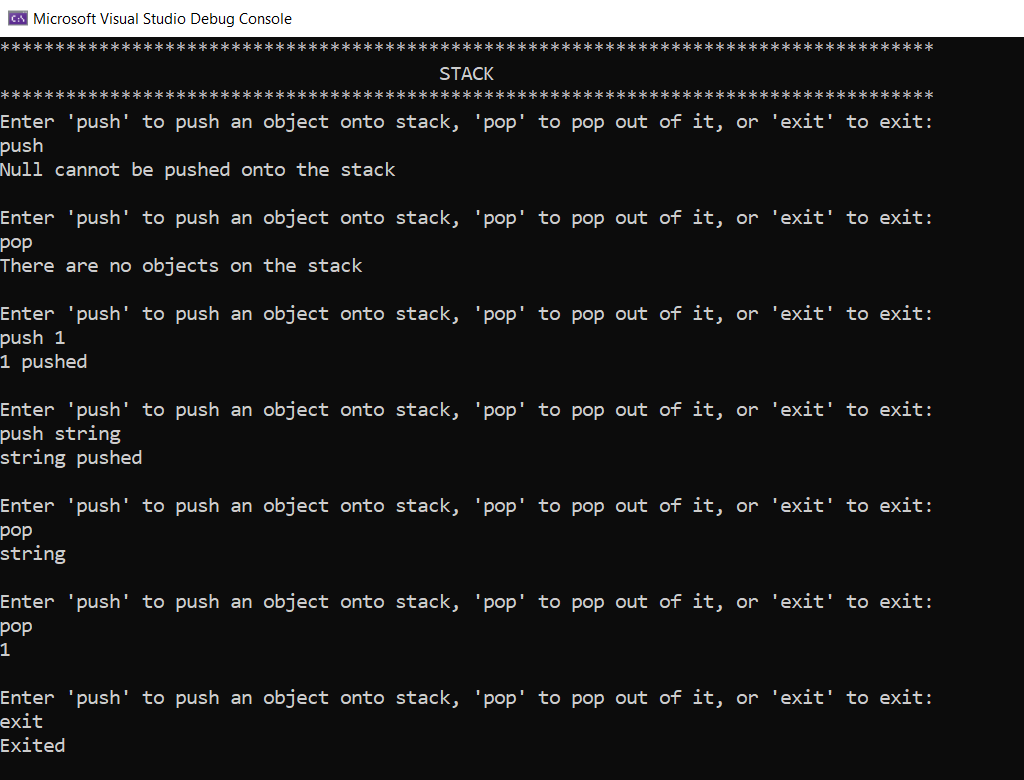 Microsoft Visual Studio Debug Console
*************************************************************************************
STACK
*************************************************************************************
Enter 'push' to push an object onto stack, 'pop' to pop out of it, or 'exit' to exit:
push
Null cannot be pushed onto the stack
Enter 'push' to push an object onto stack, 'pop' to pop out of it, or 'exit' to exit:
pop
There are no objects on the stack
Enter 'push' to push an object onto stack, 'pop' to pop out of it, or 'exit' to exit:
push 1
1 pushed
Enter 'push' to push an object onto stack, 'pop' to pop out of it, or 'exit' to exit:
push string
string pushed
Enter 'push' to push an object onto stack, 'pop' to pop out of it, or 'exit' to exit:
pop
string
Enter 'push' to push an object onto stack, 'pop' to pop out of it, or 'exit' to exit:
pop
1
Enter 'push' to push an object onto stack, 'pop' to pop out of it, or 'exit' to exit:
exit
Exited